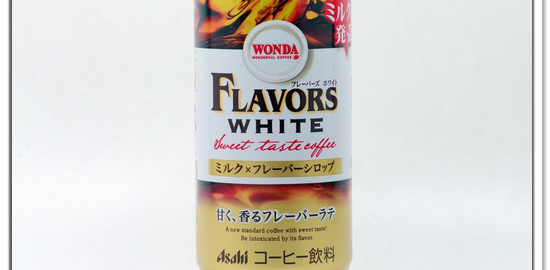 ミルク
発売
WONDA
WONDERFUL COFFEE
フレーバーズ ホワイト
FLAVORS
WHITE
Sweet taste coffee
ミルク×フレーバーシロップ
甘く、香るフレーバーラテ
A new standard coffee with sweet taste!
Be intoxicated by its flavor.
Asahi コーヒー飲料